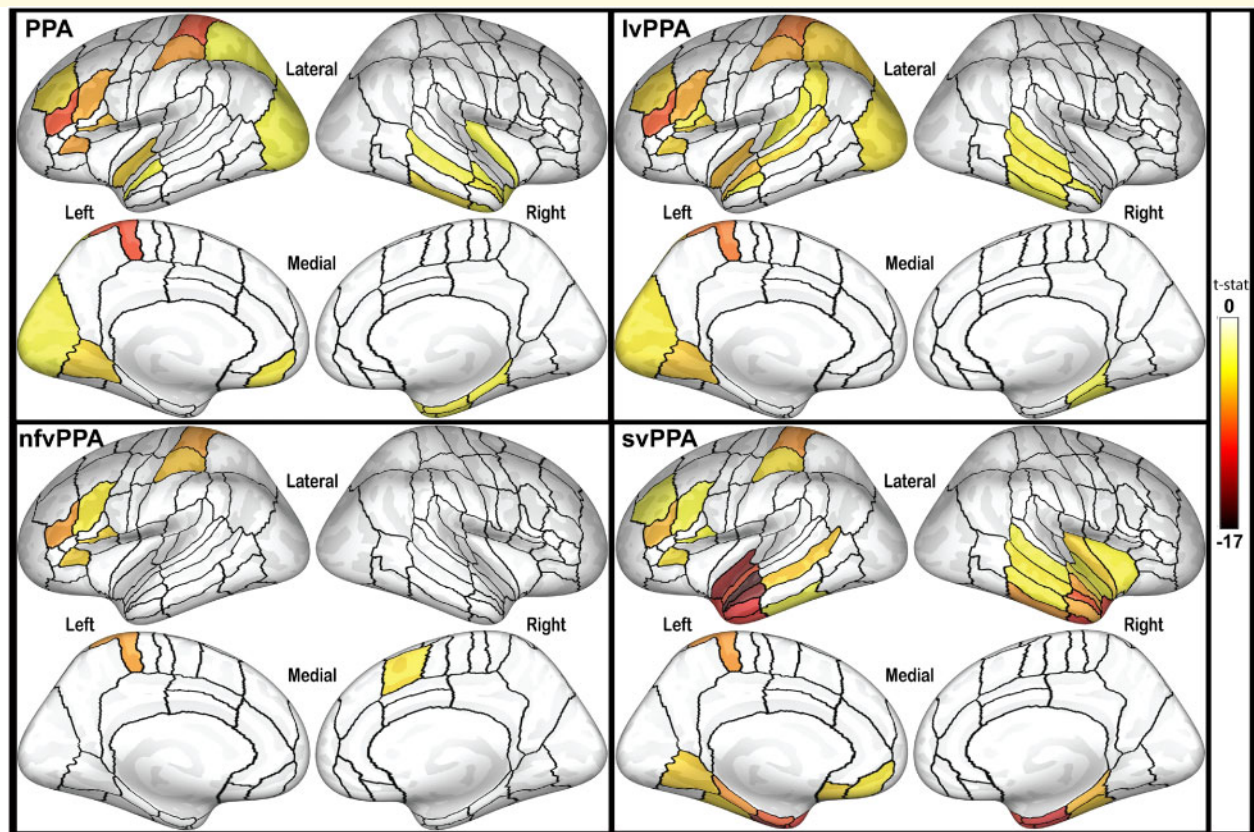 PPA
Lateral
Left
Right
Medial
lvPPA
Lateral
Left
Right
Medial
nfvPPA
Lateral
Left
Right
Medial
svPPA
Lateral
Left
Right
Medial
t-stat
0
-17